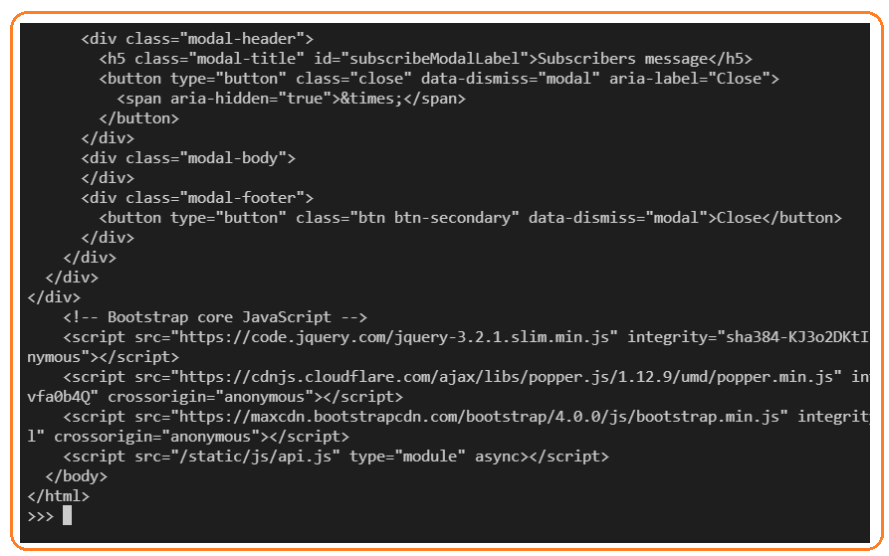 <div class="modal-header">
<h5 class="modal-title" id="subscribeModalLabel">Subscribers message</h5>
<button type="button" class="close" data-dismiss="modal" aria-label="Close">
<span aria-hidden="true">&times;</span>
</button>
</div>
<div class="modal-body">
</div>
<div class="modal-footer">
<button type="button" class="btn btn-secondary" data-dismiss="modal">Close</button>
</div>
</div>
</div>
</div>
<!-- Bootstrap core JavaScript -->
<script src="https://code.jquery.com/jquery-3.2.1.slim.min.js" integrity="sha384-KJ3o2DKtI
nymous"></script>
<script src="https://cdnjs.cloudflare.com/ajax/libs/popper.js/1.12.9/umd/popper.min.js" in
vfa0b4Q" crossorigin="anonymous"></script>
<script src="https://maxcdn.bootstrapcdn.com/bootstrap/4.0.0/js/bootstrap.min.js" integrit
l" crossorigin="anonymous"></script>
<script src="/static/js/api.js" type="module" async></script>
</body>
</html>
>>>